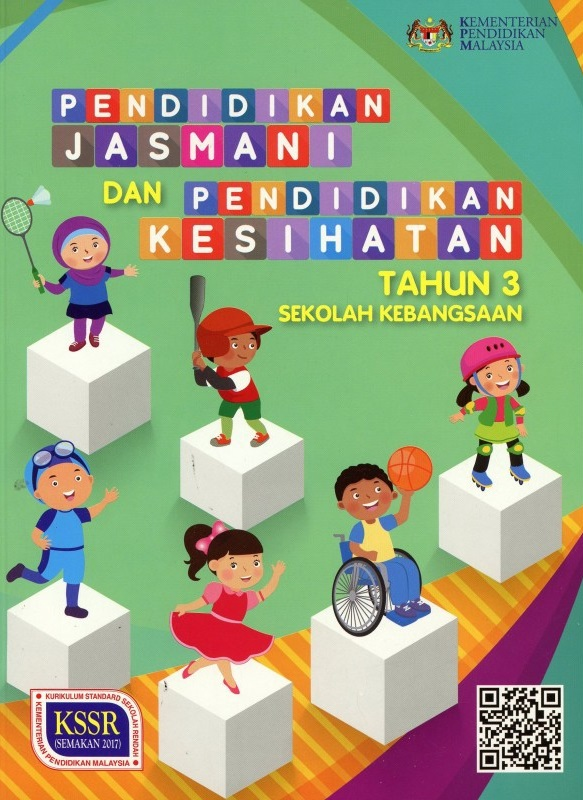 KEMENTERIAN
PENDIDIKAN
MALAYSIA
PENDIDIKAN
JASMANI
DAN PENDIDIKAN
KESIHATAN
TAHUN 3
SEKOLAH KEBANGSAAN
KURIKULUM STANDARD SEKOLAH RENDAH
KSSR
(SEMAKAN 2017)
KEMENTERIAN PENDIDIKAN MALAYSIA